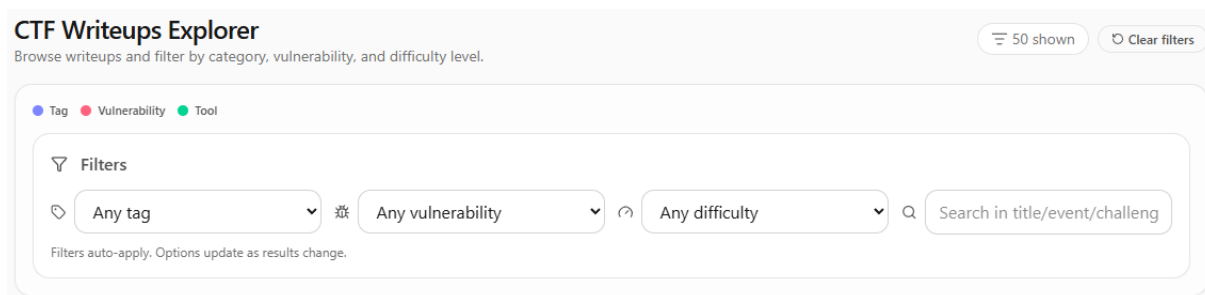 CTF Writeups Explorer
Browse writeups and filter by category, vulnerability, and difficulty level.
50 shown
Clear filters
Tag Vulnerability Tool
Filters
Any tag Any vulnerability Any difficulty Search in title/event/challeng
Filters auto-apply. Options update as results change.